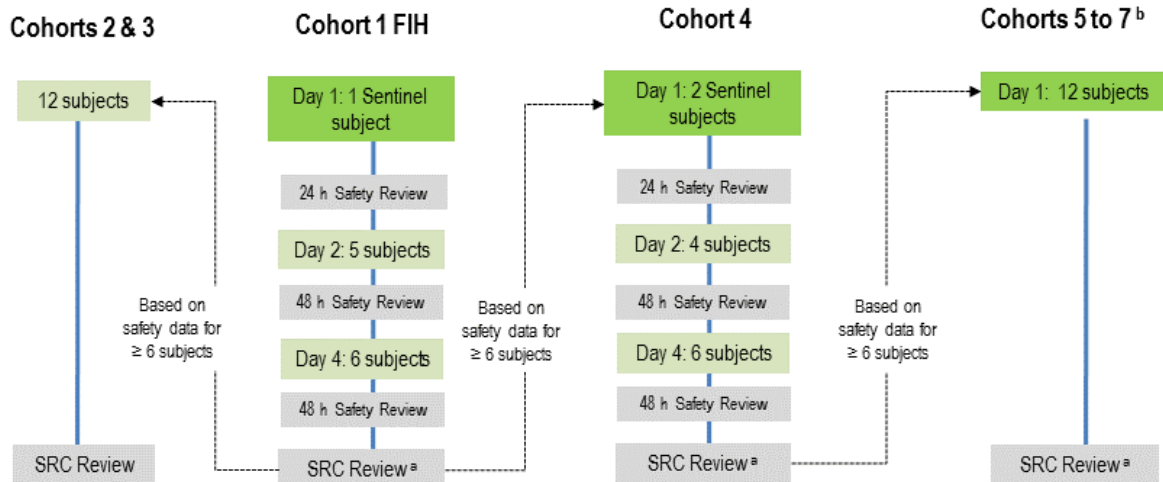 Cohorts 2 & 3
12 subjects
Based on
safety data for
≥ 6 subjects
SRC Review
Cohort 1 FIH
Day 1: 1 Sentinel
subject
24 h Safety Review
Day 2: 5 subjects
48 h Safety Review
Day 4: 6 subjects
48 h Safety Review
SRC Review a
Based on
safety data for
≥ 6 subjects
Cohort 4
Day 1: 2 Sentinel
subjects
24 h Safety Review
Day 2: 4 subjects
48 h Safety Review
Day 4: 6 subjects
48 h Safety Review
SRC Review a
Based on
safety data for
≥ 6 subjects
Cohorts 5 to 7 b
Day 1: 12 subjects
SRC Review a